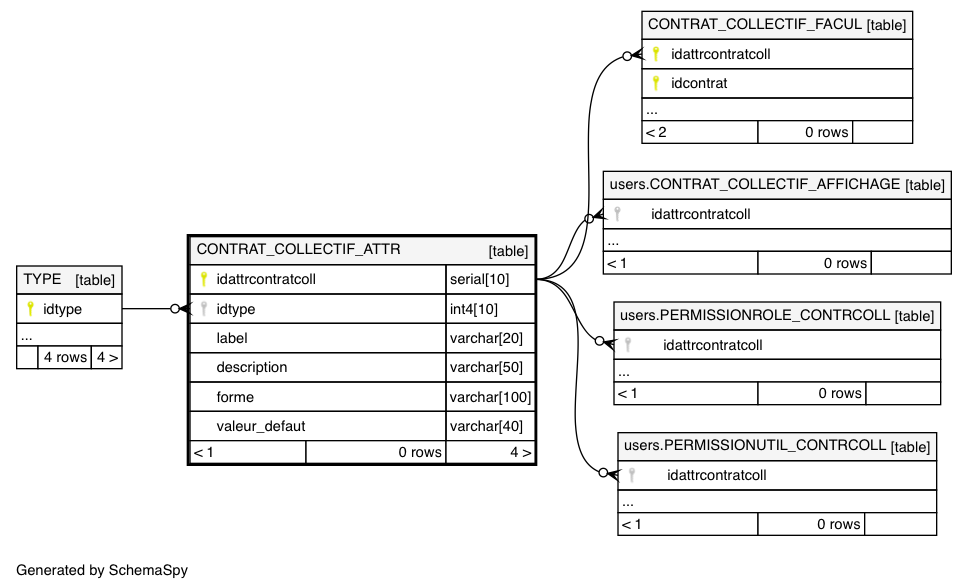 TYPE [table]
idtype
...
4 rows 4 >
CONTRAT_COLLECTIF_ATTR [table]
idattrcontratcoll serial[10]
idtype int4[10]
label varchar[20]
description varchar[50]
forme varchar[100]
valeur_defaut varchar[40]
< 1 0 rows 4 >
CONTRAT_COLLECTIF_FACUL [table]
idattrcontratcoll
idcontrat
...
< 2 0 rows
users.CONTRAT_COLLECTIF_AFFICHAGE [table]
idattrcontratcoll
...
< 1 0 rows
users.PERMISSIONROLE_CONTRCOLL [table]
idattrcontratcoll
...
< 1 0 rows
users.PERMISSIONUTIL_CONTRCOLL [table]
idattrcontratcoll
...
< 1 0 rows
Generated by SchemaSpy